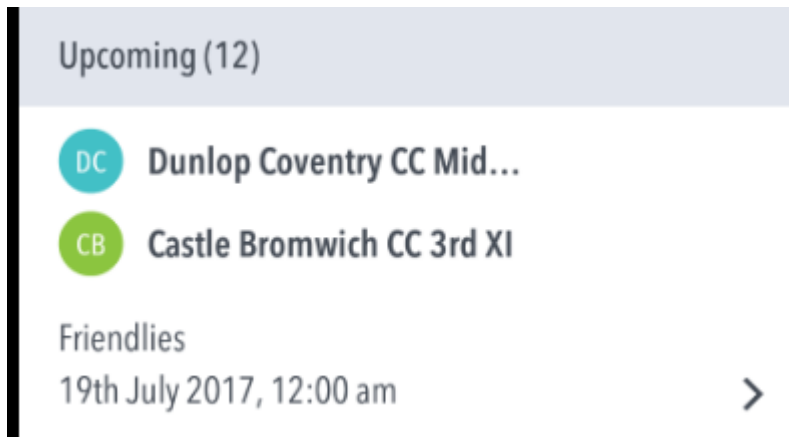 Upcoming (12)
DC Dunlop Coventry CC Mid...
CB Castle Bromwich CC 3rd XI
Friendlies
19th July 2017, 12:00 am